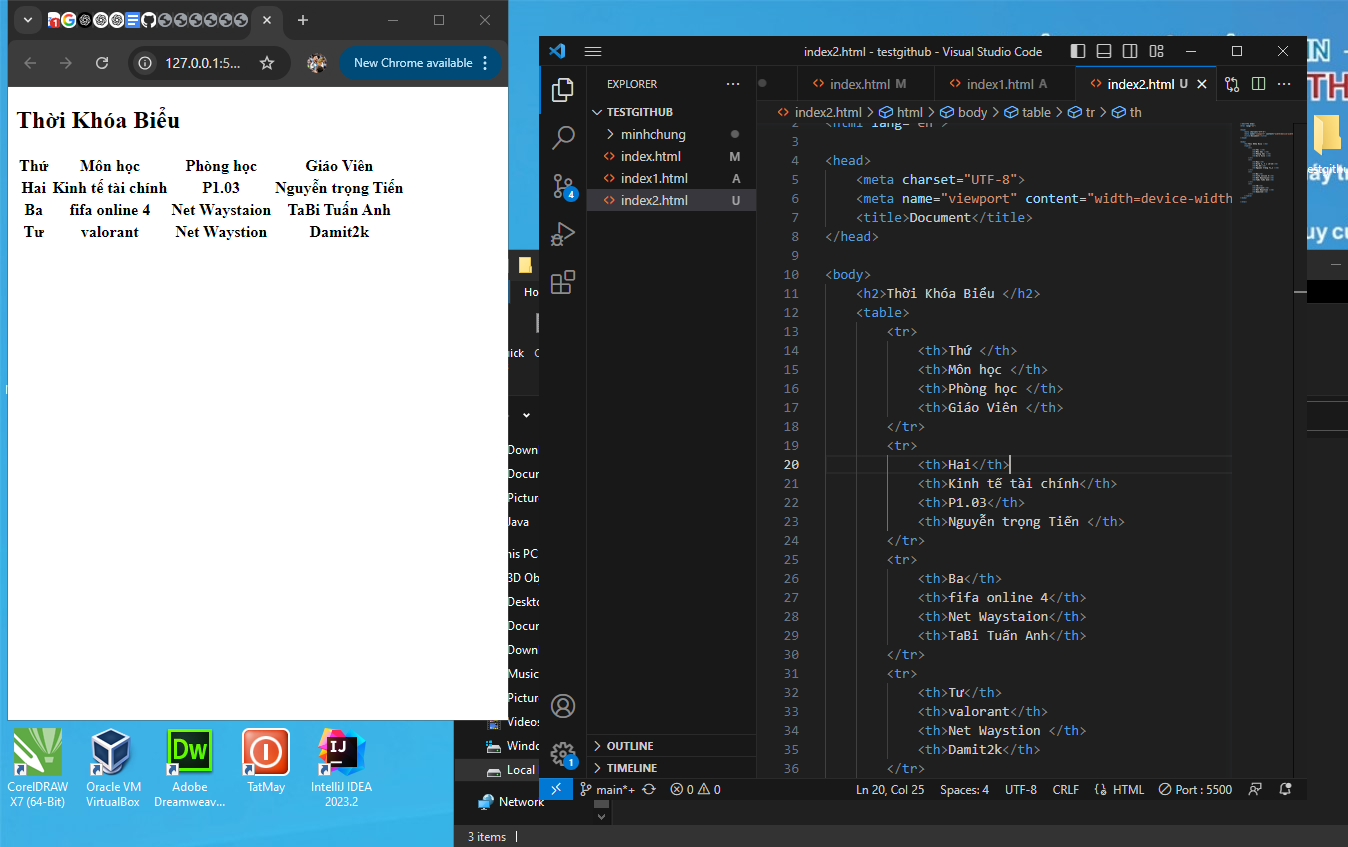 127.0.0.1:5...
New Chrome available
Thời Khóa Biểu
Thứ Môn học Phòng học Giáo Viên
Hai Kinh tế tài chính P1.03 Nguyễn trọng Tiến
Ba fifa online 4 Net Waystaion TaBi Tuấn Anh
Tư valorant Net Waystion Damit2k
index2.html - testgithub - Visual Studio Code
EXPLORER
TESTGITHUB
minhchung
index.html M
index1.html A
index2.html U
OUTLINE
TIMELINE
index.html M
index1.html A
index2.html U
index2.html > html > body > table > tr > th
2 <html lang="en">
3
4 <head>
5 <meta charset="UTF-8">
6 <meta name="viewport" content="width=device-width
7 <title>Document</title>
8 </head>
9
10 <body>
11 <h2>Thời Khóa Biểu </h2>
12 <table>
13 <tr>
14 <th>Thứ </th>
15 <th>Môn học </th>
16 <th>Phòng học </th>
17 <th>Giáo Viên </th>
18 </tr>
19 <tr>
20 <th>Hai</th>
21 <th>Kinh tế tài chính</th>
22 <th>P1.03</th>
23 <th>Nguyễn trọng Tiến </th>
24 </tr>
25 <tr>
26 <th>Ba</th>
27 <th>fifa online 4</th>
28 <th>Net Waystaion</th>
29 <th>TaBi Tuấn Anh</th>
30 </tr>
31 <tr>
32 <th>Tư</th>
33 <th>valorant</th>
34 <th>Net Waystion </th>
35 <th>Damit2k</th>
36 </tr>
4
1
main*+
0 0
Ln 20, Col 25
Spaces: 4
UTF-8
CRLF
HTML
Port : 5500
Ho
uick
Down
Docur
Pictur
Java
his PC
3D Ob
Deskto
Docur
Down
Music
Pictur
Videos
Windo
Local
Network
3 items
IN -
TH
uy cu
CorelDRAW
X7 (64-Bit)
Oracle VM
VirtualBox
Dw
Adobe
Dreamweav...
TatMay
IJ
IntelliJ IDEA
2023.2